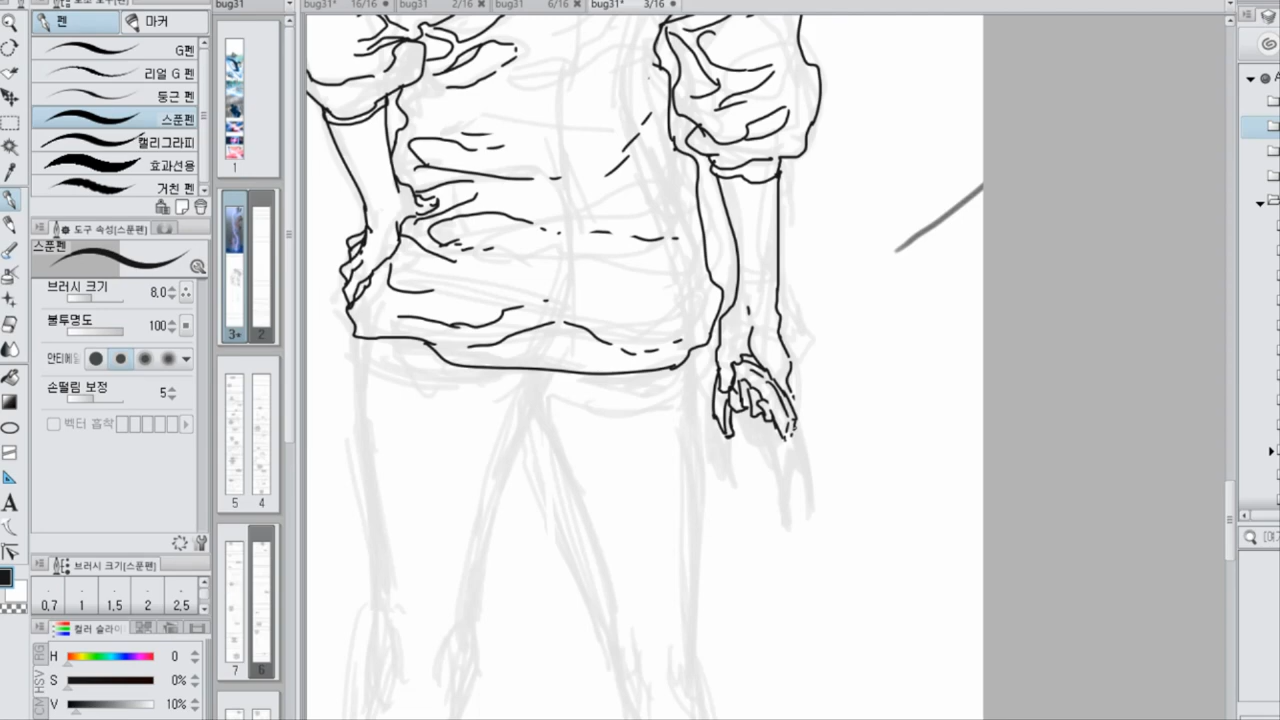 bug31
bug31* 16/16
bug31 2/16
bug31 6/16
bug31* 3/16
펜
마커
G펜
리얼 G 펜
둥근 펜
스푼펜
캘리그라피
효과선용
거친 펜
도구 속성[스푼펜]
스푼펜
브러시 크기 8.0
불투명도 100
손떨림 보정 5
벡터 흡착
브러시 크기[스푼펜]
0.7 1 1.5 2 2.5
컬러 슬라
H 0
S 0%
V 10%
HSV
1
3* 2
5 4
7 6